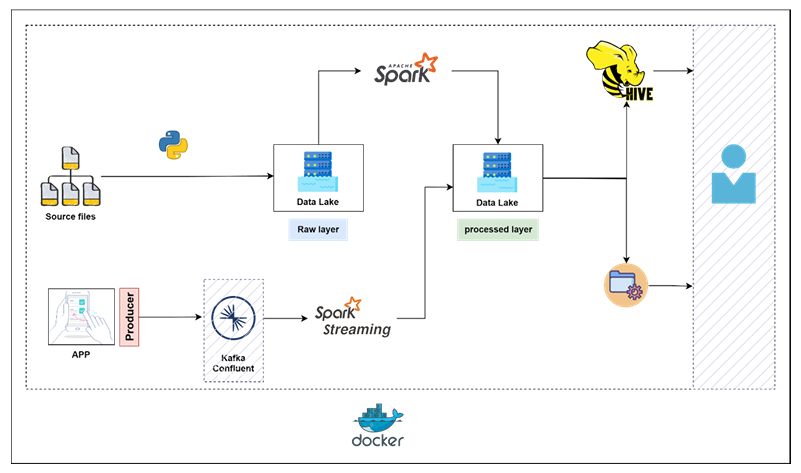 APACHE
Spark
HIVE
Source files
Data Lake
Raw layer
Data Lake
processed layer
APP
Producer
Kafka
Confluent
Spark
Streaming
docker